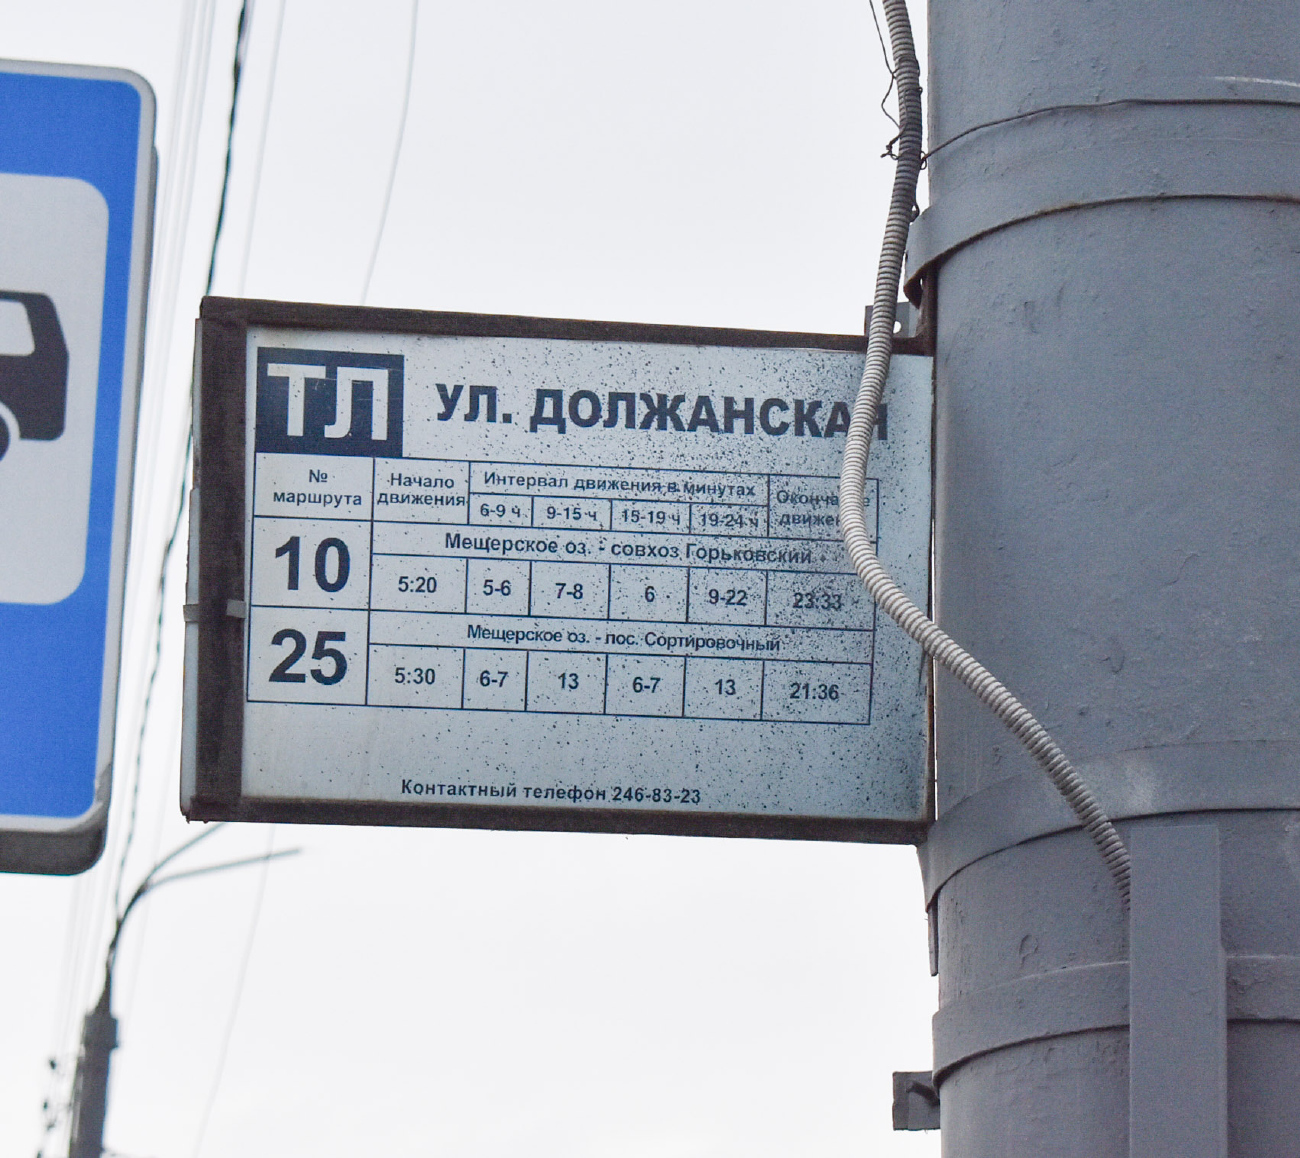 ТЛ УЛ. ДОЛЖАНСКАЯ
№ маршрута Начало движения Интервал движения в минутах
6-9 ч 9-15 ч 15-19 ч 19-24 ч
10 Мещерское оз. - совхоз Горьковский
5:20 5-6 7-8 6 9-22 23:33
25 Мещерское оз. - пос. Сортировочный
5:30 6-7 13 6-7 13 21:36
Контактный телефон 246-83-23